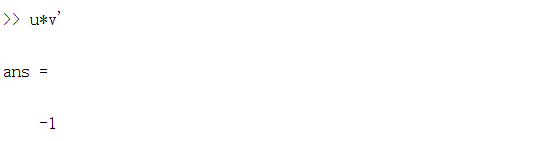 >> u*v'
ans =
-1